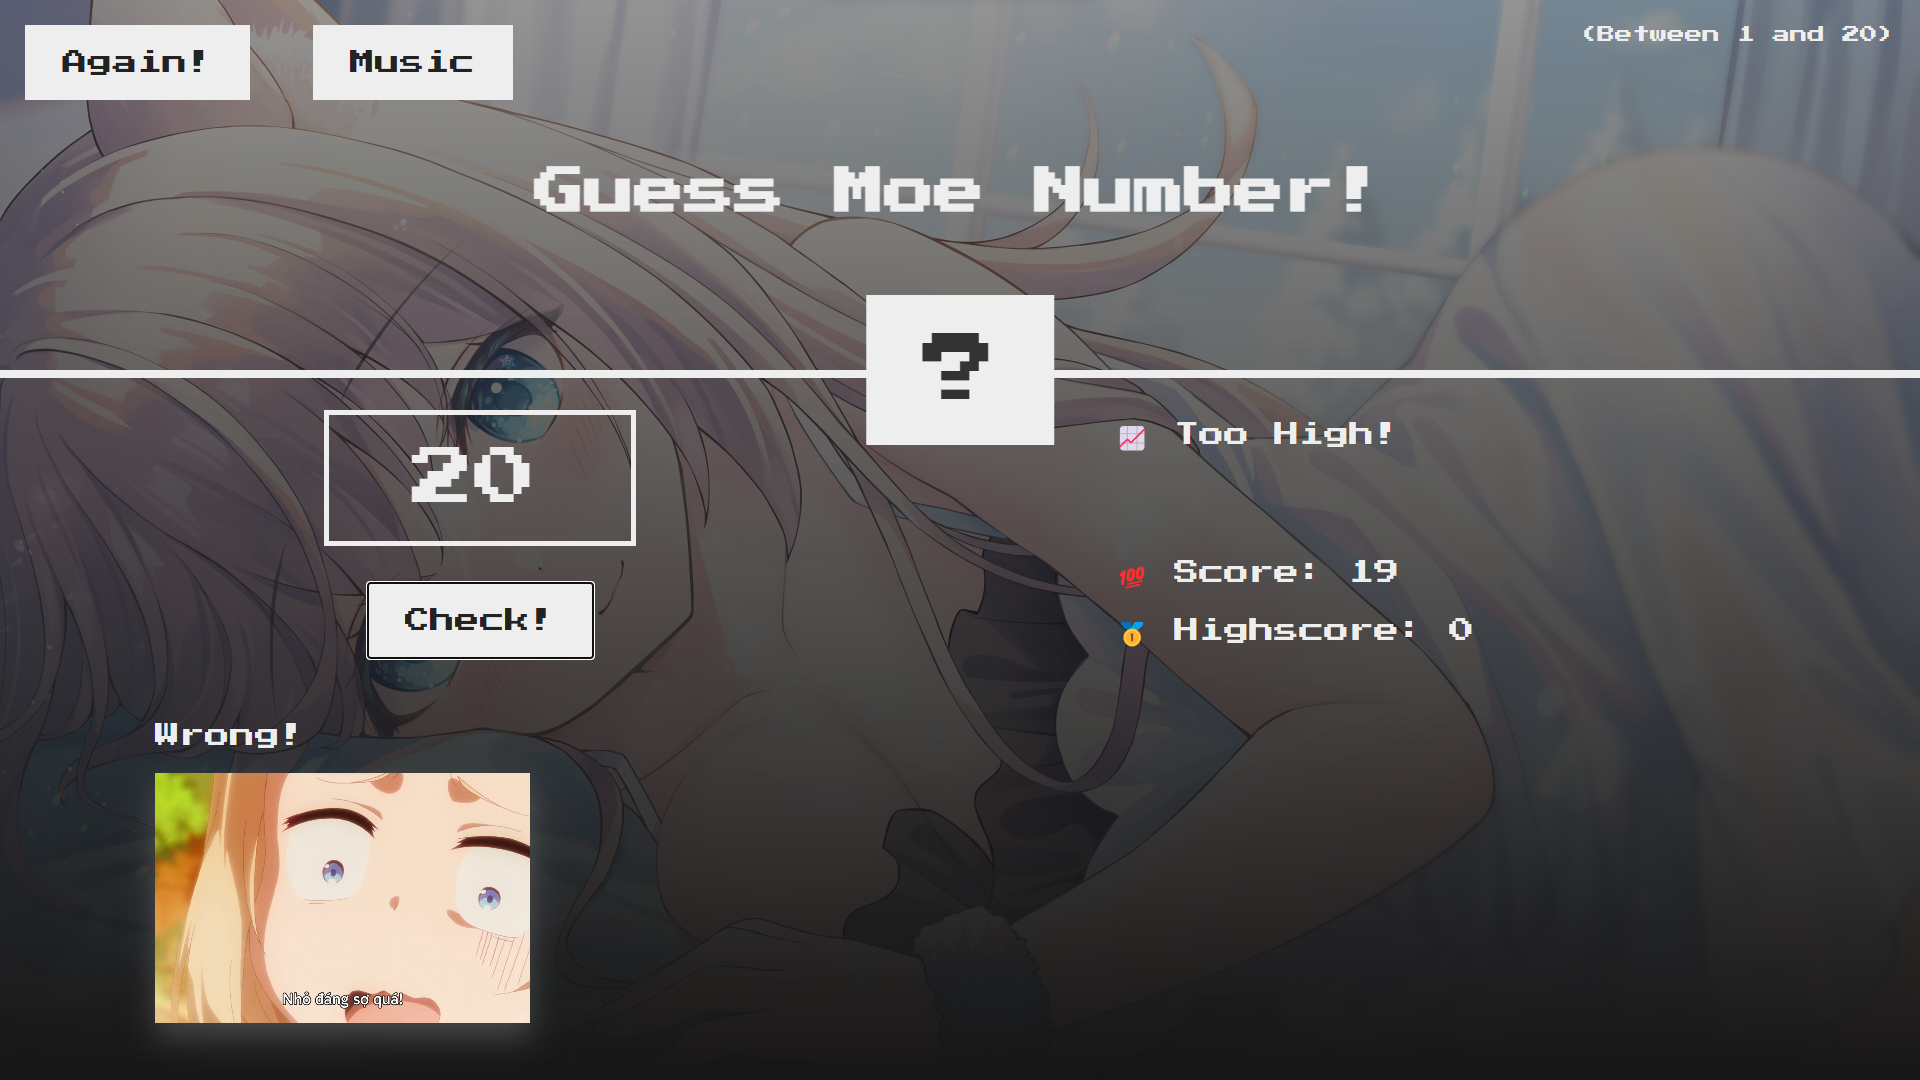 Again!
Music
(Between 1 and 20)
Guess Moe Number!
?
20
Check!
📈 Too High!
💯 Score: 19
🥇 Highscore: 0
Wrong!
Nhỏ đáng sợ quá!